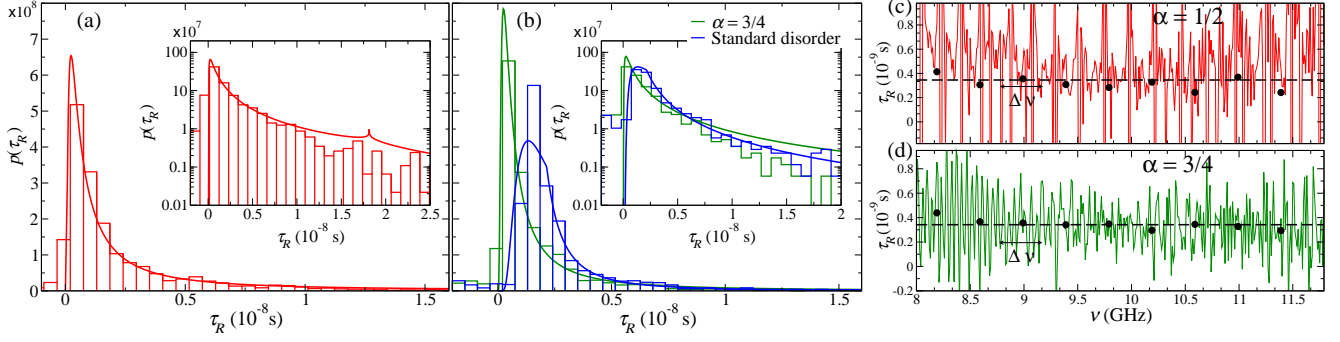 (a)
6×8
7
6
5
4
3
2
1
0
p(τ_R)
0 0.5 1 1.5
τ_R (10^-8 s)
x10^7
100
10
1
0.1
0.01
p(τ_R)
0 0.5 1 1.5 2 2.5
τ_R (10^-8 s)
(b)
α = 3/4
Standard disorder
0 0.5 1 1.5
τ_R (10^-8 s)
x10^7
100
10
1
0.1
0.01
p(τ_R)
0 0.5 1 1.5 2
τ_R (10^-8 s)
(c)
α = 1/2
0.8
0.4
0
τ_R (10^-9 s)
Δ ν
(d)
α = 3/4
0.8
0.6
0.4
0.2
0
-0.2
τ_R(10^-9 s)
Δ ν
8 8.5 9 9.5 10 10.5 11 11.5
ν (GHz)